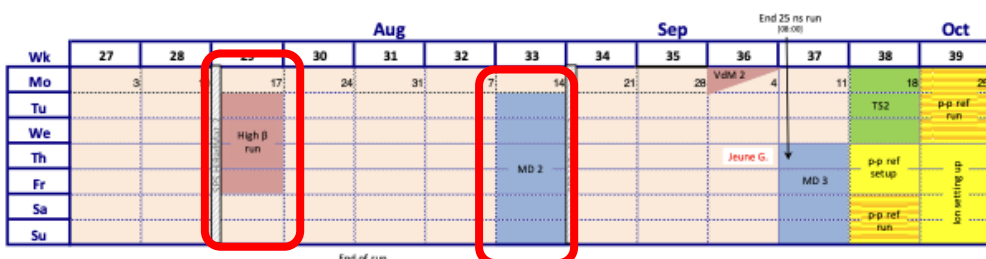 End 25 ns run
(08:00)
Aug Sep Oct
Wk 27 28 29 30 31 32 33 34 35 36 37 38 39
Mo 3 17 24 31 7 14 21 28 VdM 2 4 11 18 25
Tu TS2 p-p ref
run
We High β
run
Th Jeune G. p-p ref
setup
Fr MD 2 MD 3
Sa Ion setting up
Su p-p ref
run
End of run